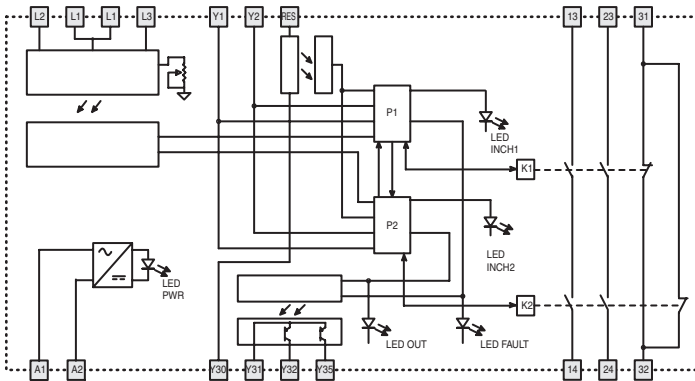 L2 L1 L1 L3 Y1 Y2 RES 13 23 31
P1
LED
INCH1
K1
P2
LED
INCH2
LED
PWR
K2
LED OUT LED FAULT
A1 A2 Y30 Y31 Y32 Y35 14 24 32